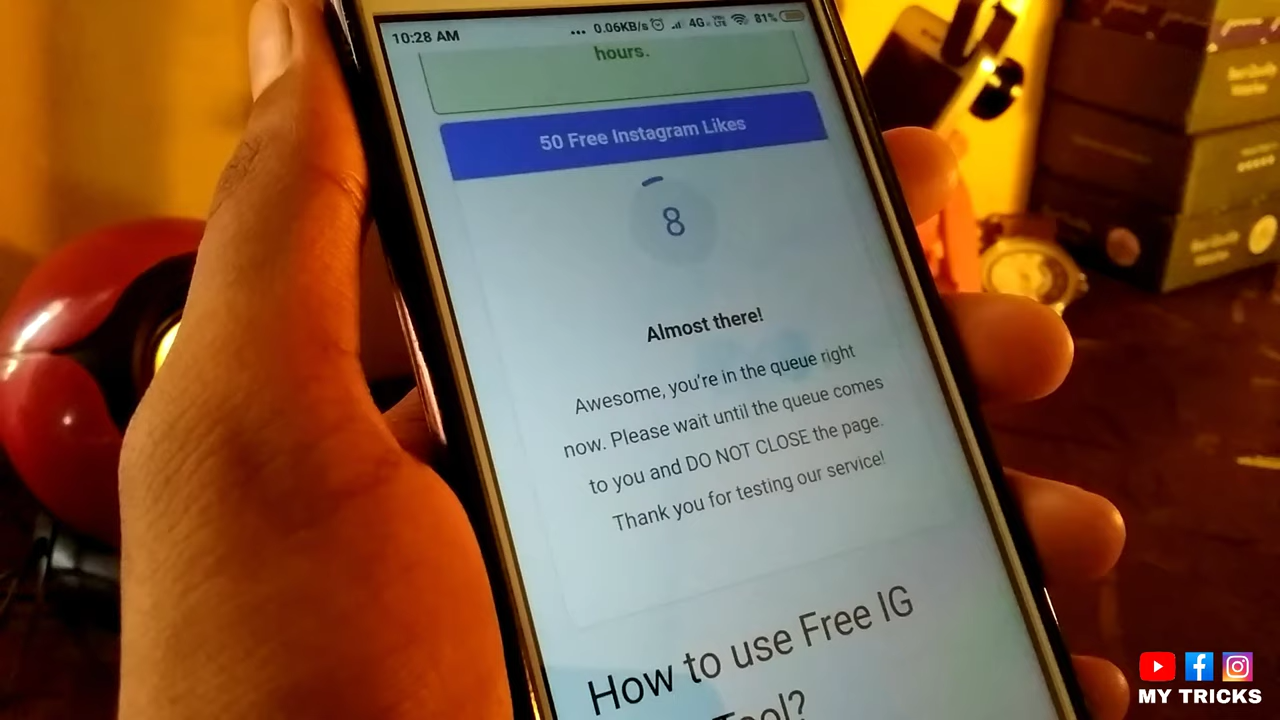 10:28 AM
... 0.06KB/s 4G VoLTE 81%
hours.
50 Free Instagram Likes
8
Almost there!
Awesome, you're in the queue right
now. Please wait until the queue comes
to you and DO NOT CLOSE the page.
Thank you for testing our service!
How to use Free IG
Tool?
MY TRICKS